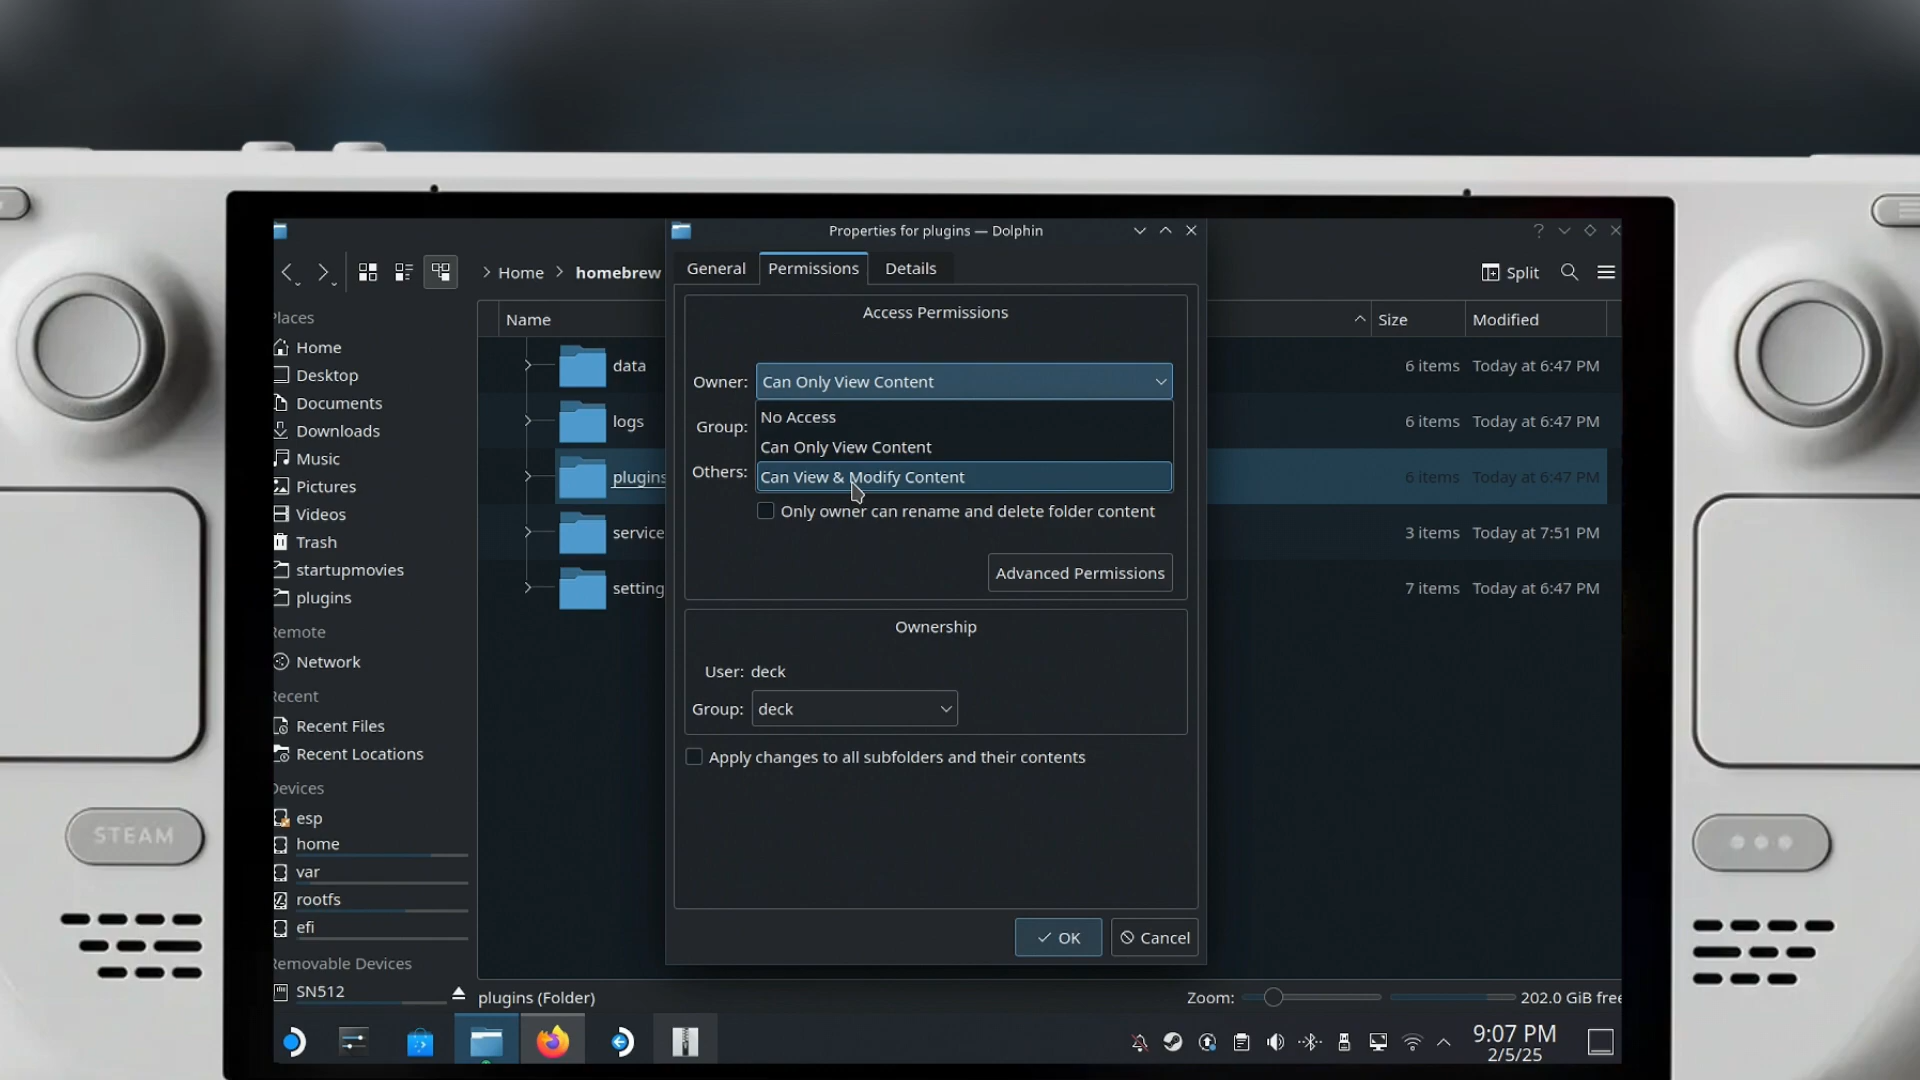 Properties for plugins — Dolphin
General
Permissions
Details
Home
homebrew
Split
Access Permissions
Name
Size
Modified
Places
Home
Desktop
Documents
Downloads
Music
Pictures
Videos
Trash
startupmovies
plugins
Remote
Network
Recent
Recent Files
Recent Locations
Devices
esp
home
var
rootfs
efi
Removable Devices
SN512
data
6 items Today at 6:47 PM
logs
6 items Today at 6:47 PM
plugins
6 items Today at 6:47 PM
service
3 items Today at 7:51 PM
setting
7 items Today at 6:47 PM
Owner: Can Only View Content
No Access
Group:
Can Only View Content
Others:
Can View & Modify Content
Only owner can rename and delete folder content
Advanced Permissions
Ownership
User: deck
Group: deck
Apply changes to all subfolders and their contents
OK
Cancel
plugins (Folder)
Zoom:
202.0 GiB free
9:07 PM
2/5/25
STEAM